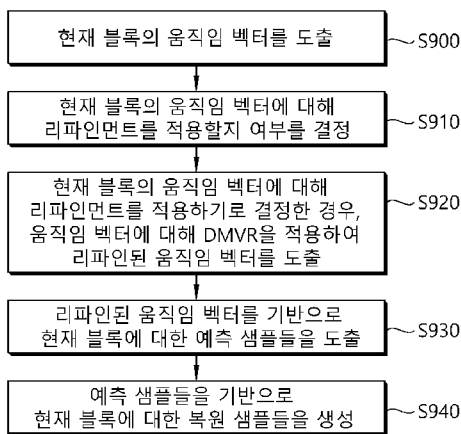 현재 블록의 움직임 벡터를 도출
S900
현재 블록의 움직임 벡터에 대해
리파인먼트를 적용할지 여부를 결정
S910
현재 블록의 움직임 벡터에 대해
리파인먼트를 적용하기로 결정한 경우,
움직임 벡터에 대해 DMVR을 적용하여
리파인된 움직임 벡터를 도출
S920
리파인된 움직임 벡터를 기반으로
현재 블록에 대한 예측 샘플들을 도출
S930
예측 샘플들을 기반으로
현재 블록에 대한 복원 샘플들을 생성
S940